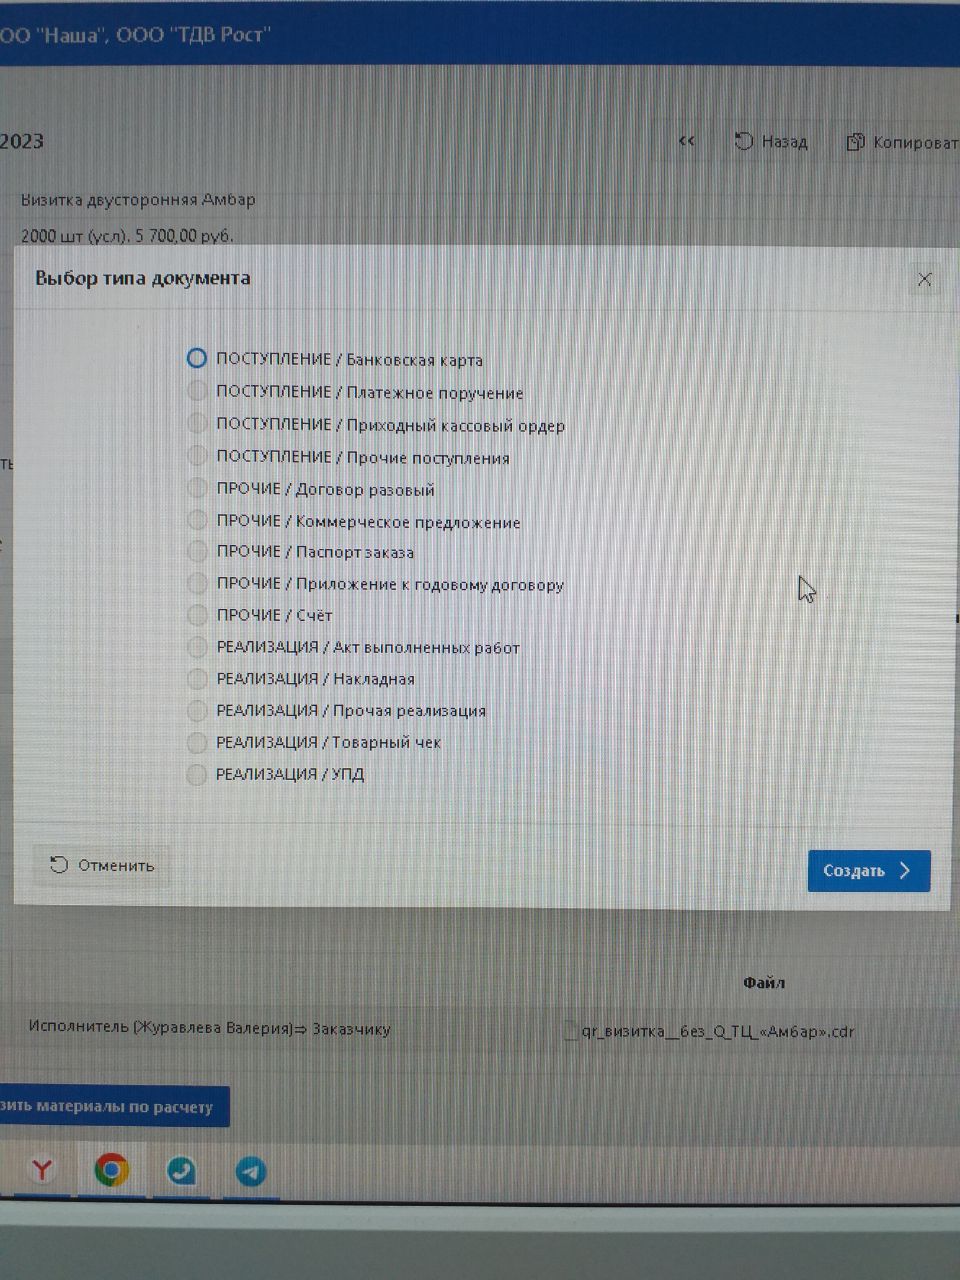 ОО "Наша", ООО "ТДВ Рост"
2023
<< Назад Копироват
Визитка двусторонняя Амбар
2000 шт (усл). 5 700,00 руб.
Выбор типа документа
ПОСТУПЛЕНИЕ / Банковская карта
ПОСТУПЛЕНИЕ / Платежное поручение
ПОСТУПЛЕНИЕ / Приходный кассовый ордер
ПОСТУПЛЕНИЕ / Прочие поступления
ПРОЧИЕ / Договор разовый
ПРОЧИЕ / Коммерческое предложение
ПРОЧИЕ / Паспорт заказа
ПРОЧИЕ / Приложение к годовому договору
ПРОЧИЕ / Счёт
РЕАЛИЗАЦИЯ / Акт выполненных работ
РЕАЛИЗАЦИЯ / Накладная
РЕАЛИЗАЦИЯ / Прочая реализация
РЕАЛИЗАЦИЯ / Товарный чек
РЕАЛИЗАЦИЯ / УПД
Отменить
Создать
Файл
Исполнитель (Журавлева Валерия)⇒ Заказчику
qr_визитка__без_Q_ТЦ_«Амбар».cdr
зить материалы по расчету